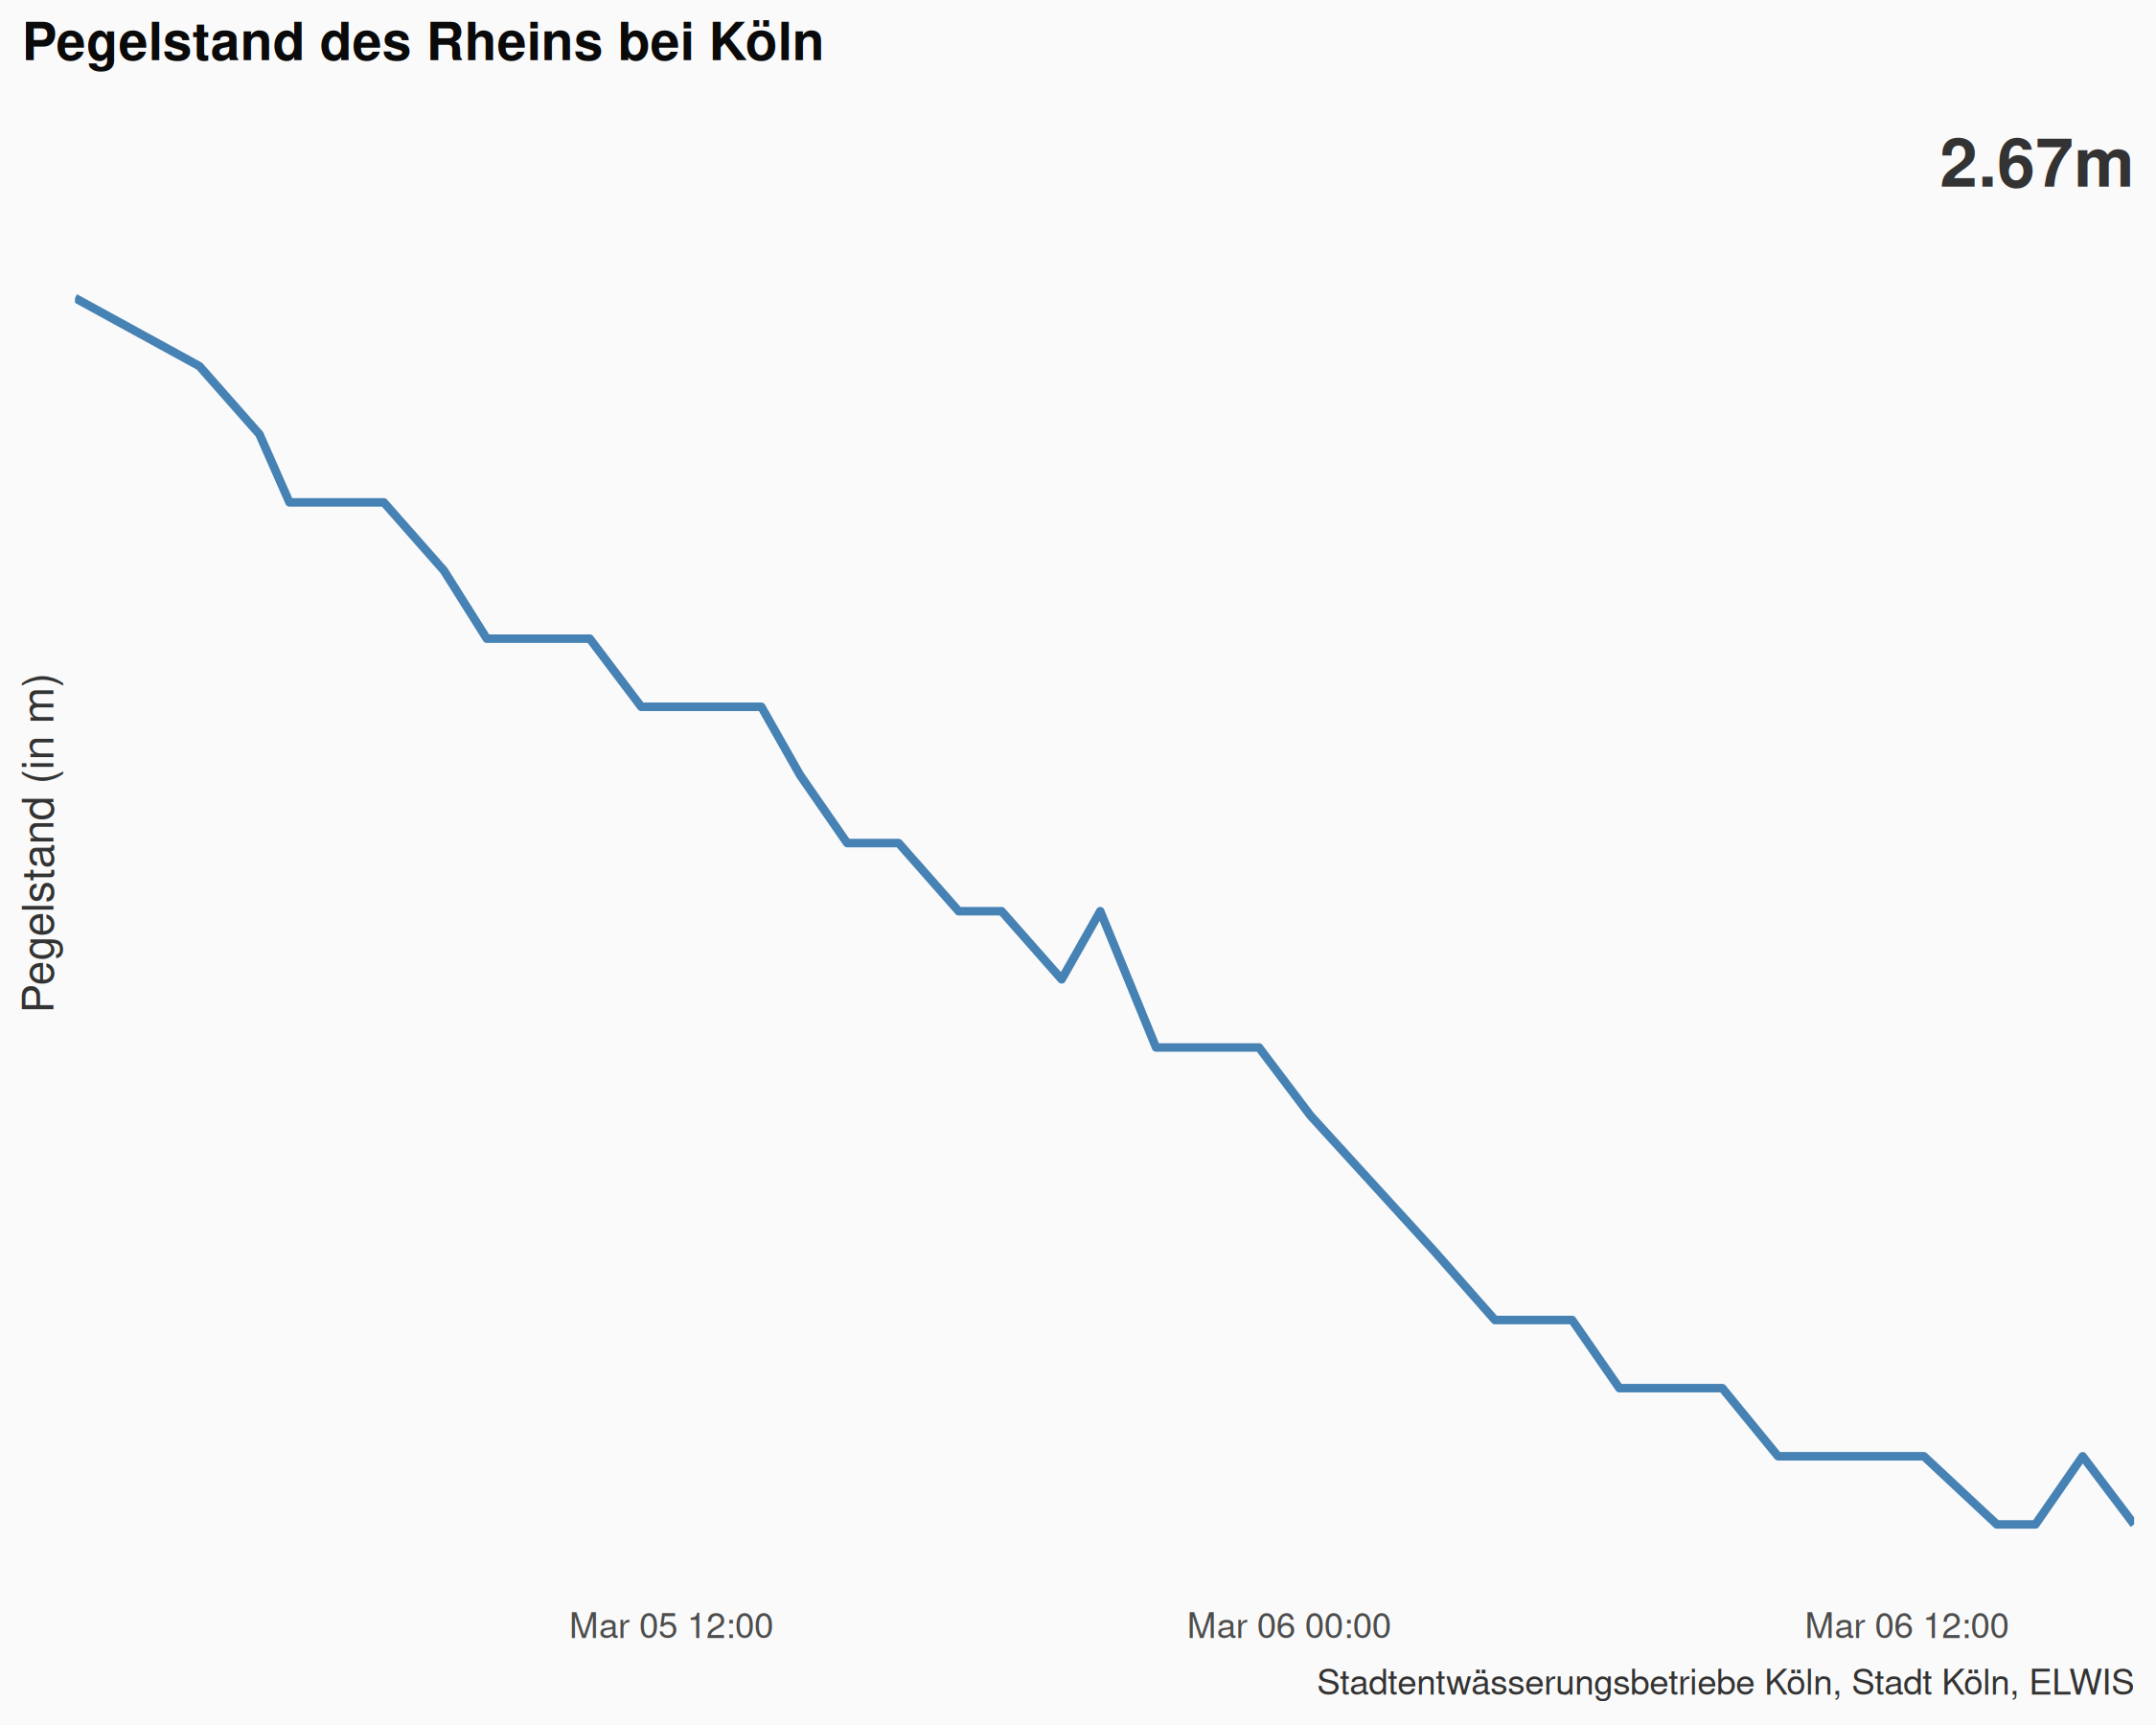 Pegelstand des Rheins bei Köln
2.67m
Pegelstand (in m)
Mar 05 12:00
Mar 06 00:00
Mar 06 12:00
Stadtentwässerungsbetriebe Köln, Stadt Köln, ELWIS